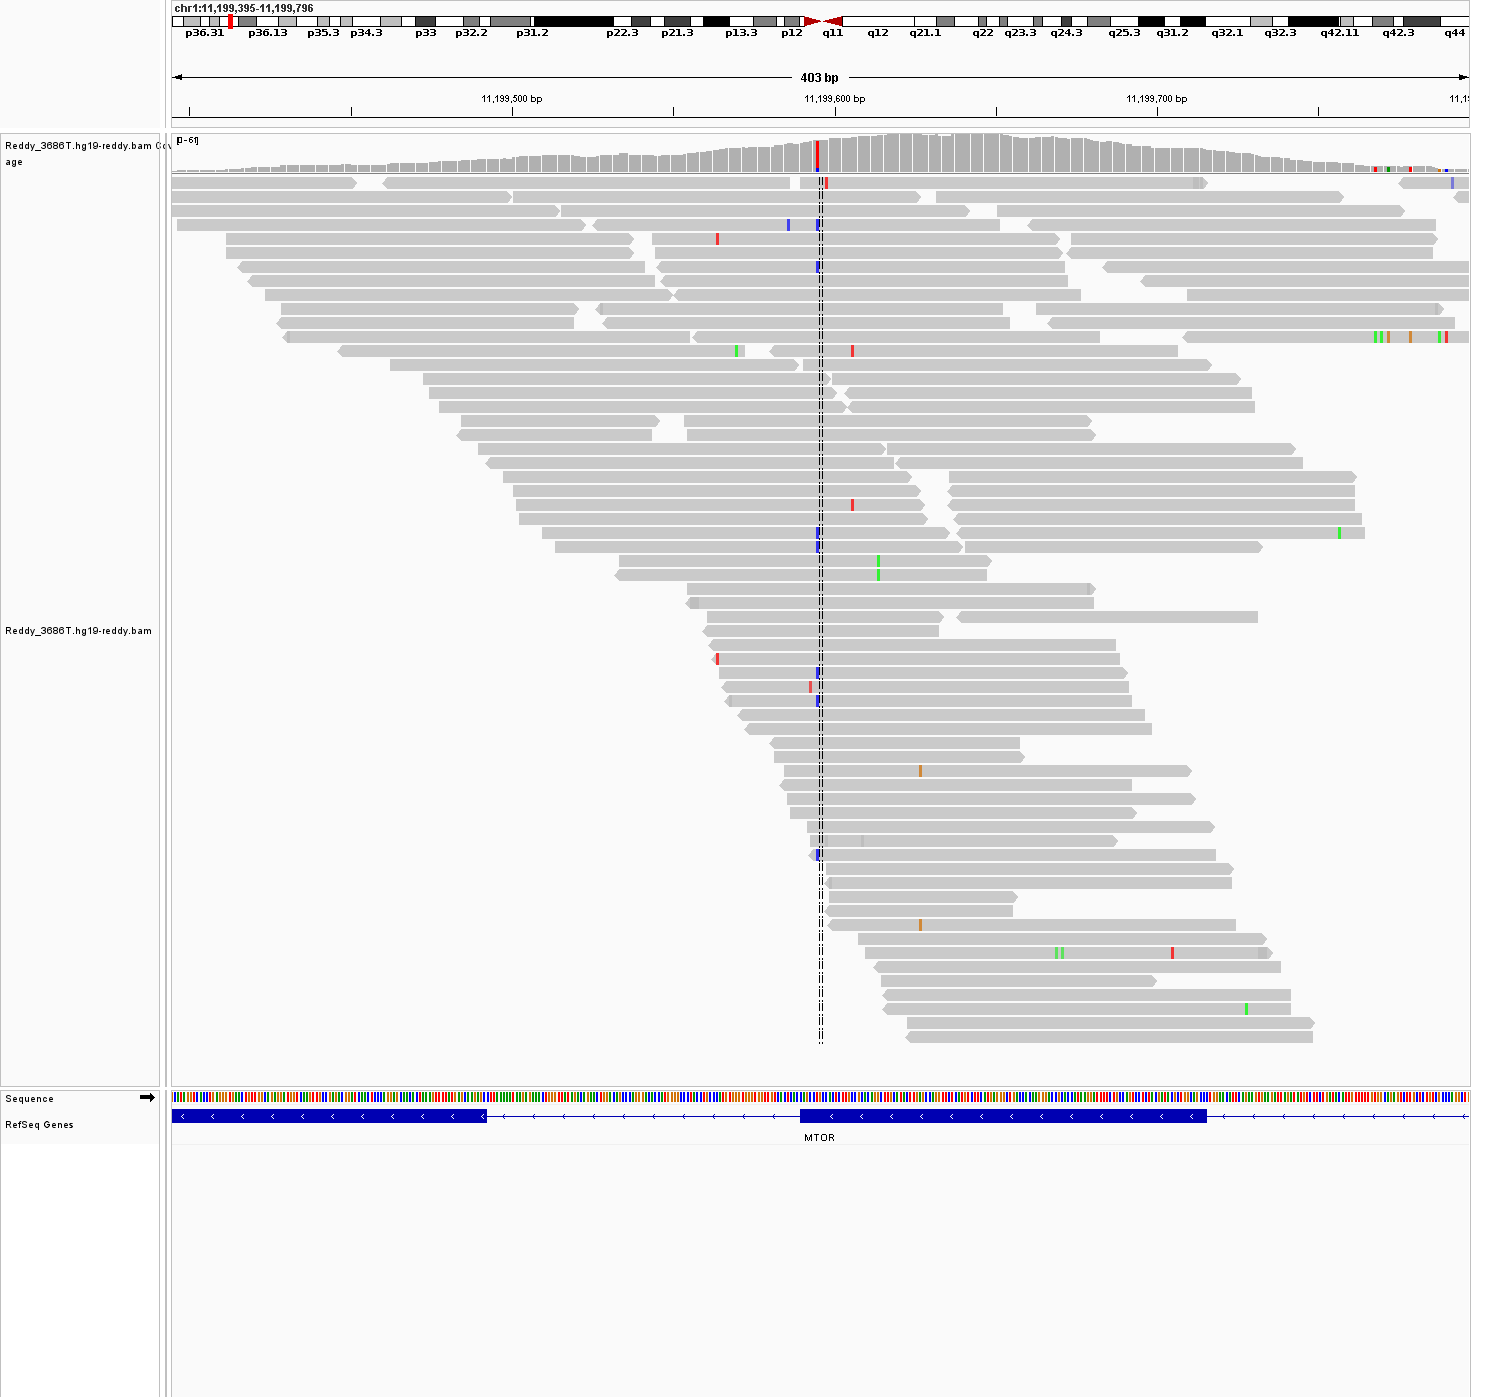 chr1:11,199,395-11,199,796
p36.31 p36.13 p35.3 p34.3 p33 p32.2 p31.2 p22.3 p21.3 p13.3 p12 q11 q12 q21.1 q22 q23.3 q24.3 q25.3 q31.2 q32.1 q32.3 q42.11 q42.3 q44
403 bp
11,199,500 bp 11,199,600 bp 11,199,700 bp 11,19
[0-61]
Reddy_3686T.hg19-reddy.bam Cov
age
Reddy_3686T.hg19-reddy.bam
Sequence
RefSeq Genes
MTOR